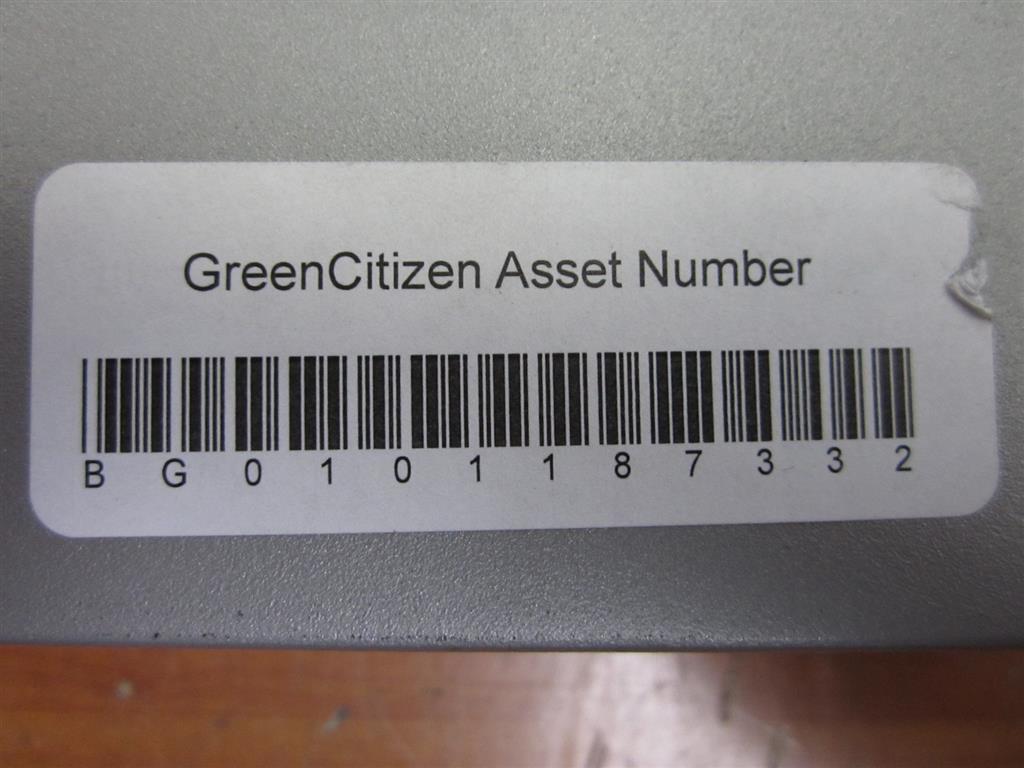 GreenCitizen Asset Number
B G 0 1 0 1 1 8 7 3 3 2